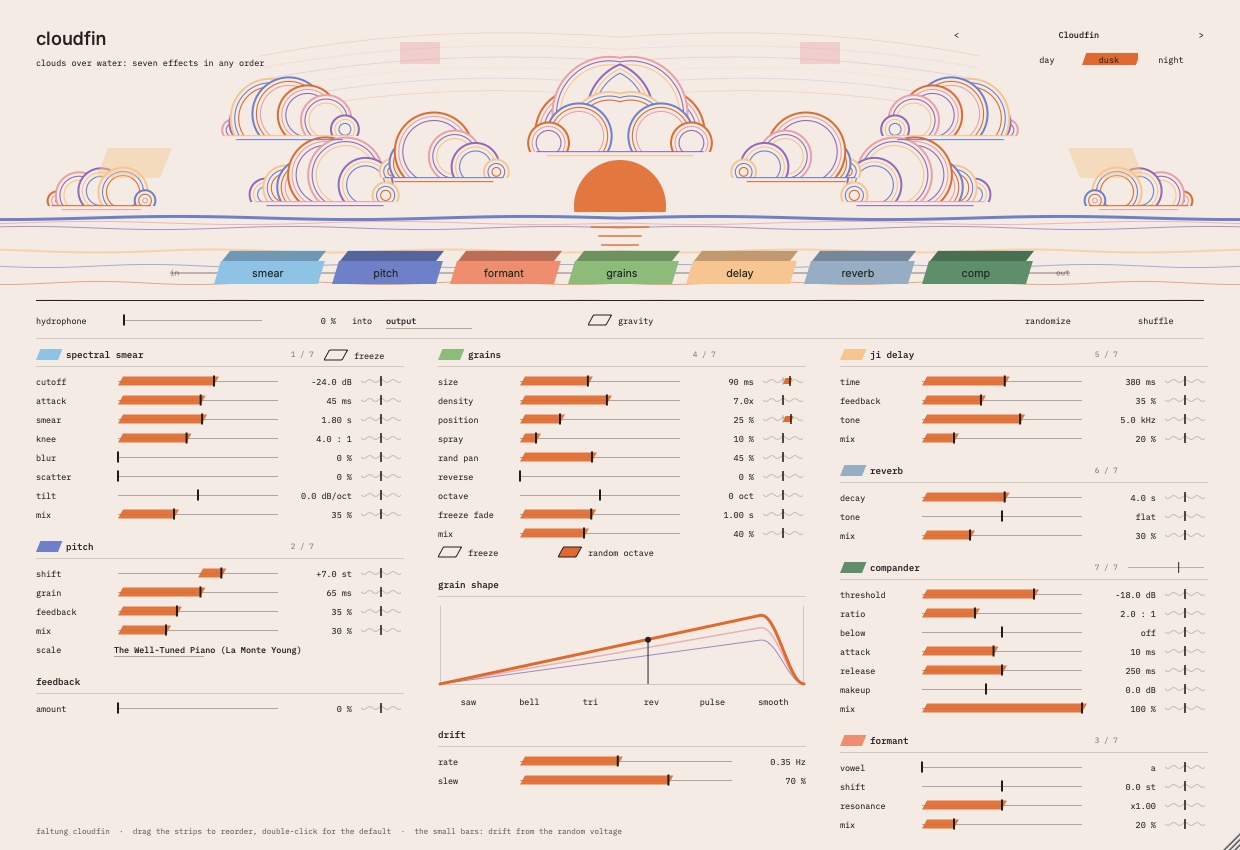 cloudfin
clouds over water: seven effects in any order
< Cloudfin >
day dusk night
in smear pitch formant grains delay reverb comp out
hydrophone 0 % into output gravity randomize shuffle
spectral smear 1 / 7 freeze
cutoff -24.0 dB
attack 45 ms
smear 1.80 s
knee 4.0 : 1
blur 0 %
scatter 0 %
tilt 0.0 dB/oct
mix 35 %
pitch 2 / 7
shift +7.0 st
grain 65 ms
feedback 35 %
mix 30 %
scale The Well-Tuned Piano (La Monte Young)
feedback
amount 0 %
grains 4 / 7
size 90 ms
density 7.0x
position 25 %
spray 10 %
rand pan 45 %
reverse 0 %
octave 0 oct
freeze fade 1.00 s
mix 40 %
freeze random octave
grain shape
saw bell tri rev pulse smooth
drift
rate 0.35 Hz
slew 70 %
ji delay 5 / 7
time 380 ms
feedback 35 %
tone 5.0 kHz
mix 20 %
reverb 6 / 7
decay 4.0 s
tone flat
mix 30 %
compander 7 / 7
threshold -18.0 dB
ratio 2.0 : 1
below off
attack 10 ms
release 250 ms
makeup 0.0 dB
mix 100 %
formant 3 / 7
vowel a
shift 0.0 st
resonance x1.00
mix 20 %
faltung cloudfin · drag the strips to reorder, double-click for the default · the small bars: drift from the random voltage